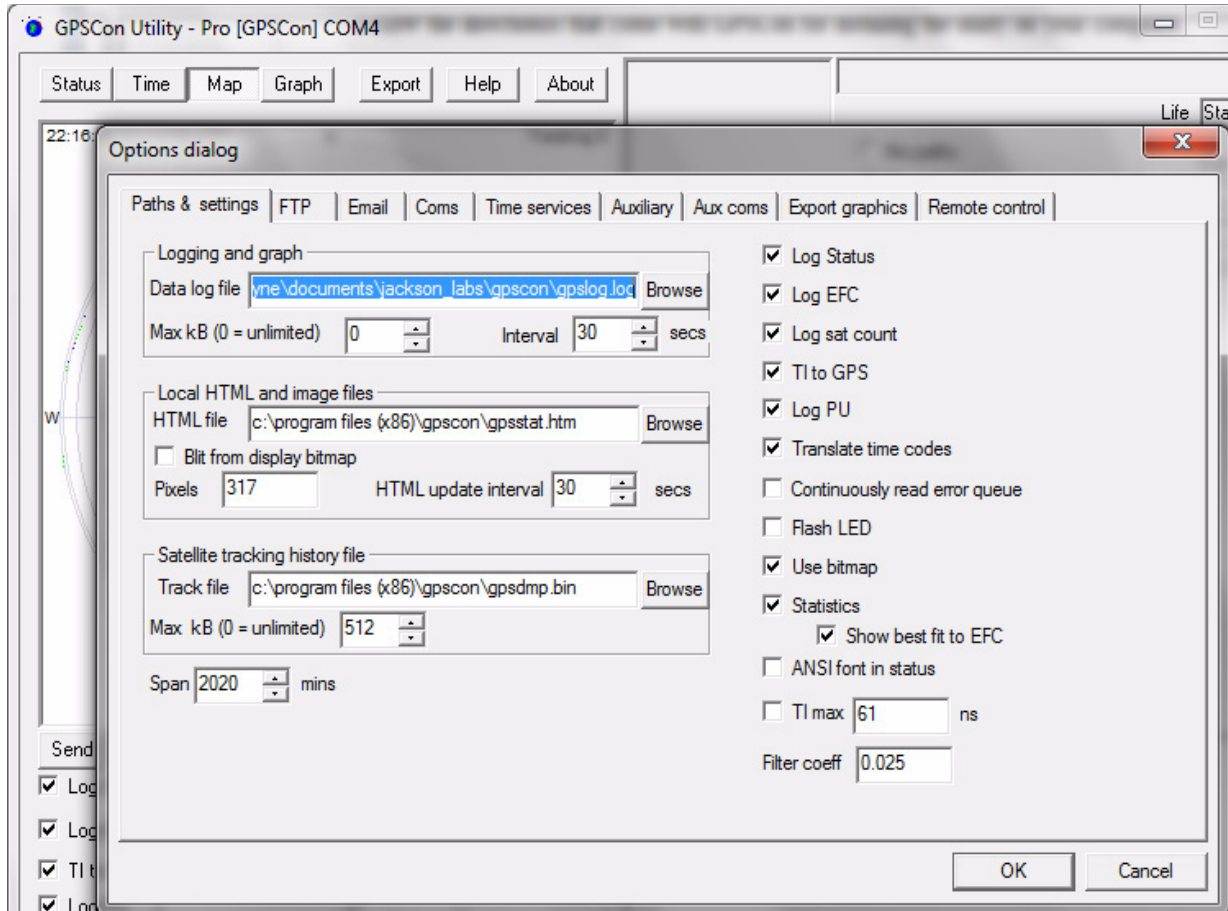 GPSCon Utility - Pro [GPSCon] COM4
Status Time Map Graph Export Help About
Life Sta
22:16:
Options dialog
Paths & settings FTP Email Coms Time services Auxiliary Aux coms Export graphics Remote control
Logging and graph
Data log file yne\documents\jackson_labs\gpscon\gpslog.log Browse
Max kB (0 = unlimited) 0 Interval 30 secs
Local HTML and image files
HTML file c:\program files (x86)\gpscon\gpsstat.htm Browse
Blit from display bitmap
Pixels 317 HTML update interval 30 secs
Satellite tracking history file
Track file c:\program files (x86)\gpscon\gpsdmp.bin Browse
Max kB (0 = unlimited) 512
Span 2020 mins
Log Status
Log EFC
Log sat count
TI to GPS
Log PU
Translate time codes
Continuously read error queue
Flash LED
Use bitmap
Statistics
Show best fit to EFC
ANSI font in status
TI max 61 ns
Filter coeff 0.025
W
Send
Log
Log
TI t
Log
OK Cancel